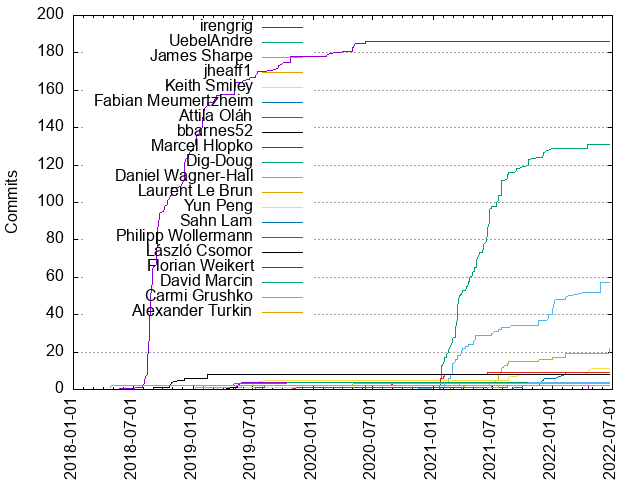 200
180
160
140
120
100
80
60
40
20
0
Commits
irengrig
UebelAndre
James Sharpe
jheaff1
Keith Smiley
Fabian Meumertzheim
Attila Oláh
bbarnes52
Marcel Hlopko
Dig-Doug
Daniel Wagner-Hall
Laurent Le Brun
Yun Peng
Sahn Lam
Philipp Wollermann
László Csomor
Florian Weikert
David Marcin
Carmi Grushko
Alexander Turkin
2018-01-01
2018-07-01
2019-01-01
2019-07-01
2020-01-01
2020-07-01
2021-01-01
2021-07-01
2022-01-01
2022-07-01